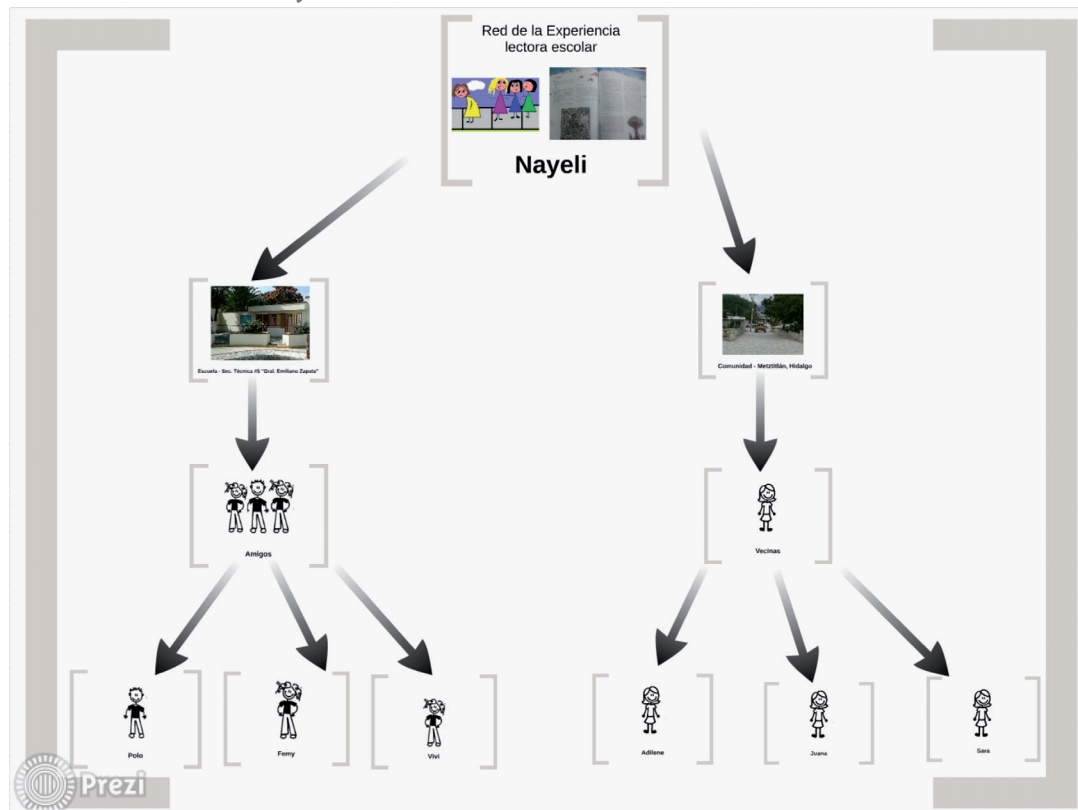 Red de la Experiencia
lectora escolar
Nayeli
Escuela - Sec. Técnica #5 "Gral. Emiliano Zapata"
Comunidad - Metztitlán, Hidalgo
Amigos
Vecinas
Polo
Femy
Vivi
Adilene
Juana
Sara
Prezi